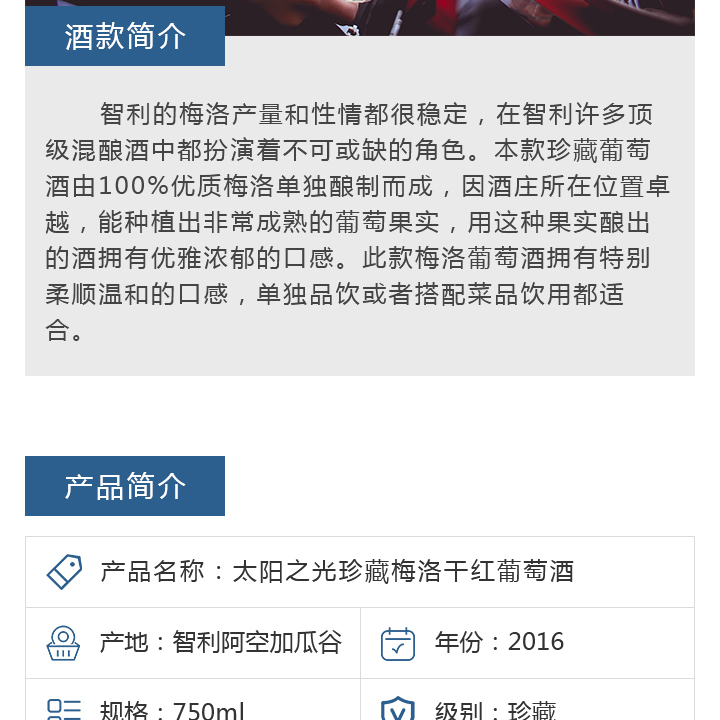 酒款简介
智利的梅洛产量和性情都很稳定，在智利许多顶
级混酿酒中都扮演着不可或缺的角色。本款珍藏葡萄
酒由100%优质梅洛单独酿制而成，因酒庄所在位置卓
越，能种植出非常成熟的葡萄果实，用这种果实酿出
的酒拥有优雅浓郁的口感。此款梅洛葡萄酒拥有特别
柔顺温和的口感，单独品饮或者搭配菜品饮用都适
合。
产品简介
产品名称：太阳之光珍藏梅洛干红葡萄酒
产地：智利阿空加瓜谷
年份：2016
规格：750ml
级别：珍藏